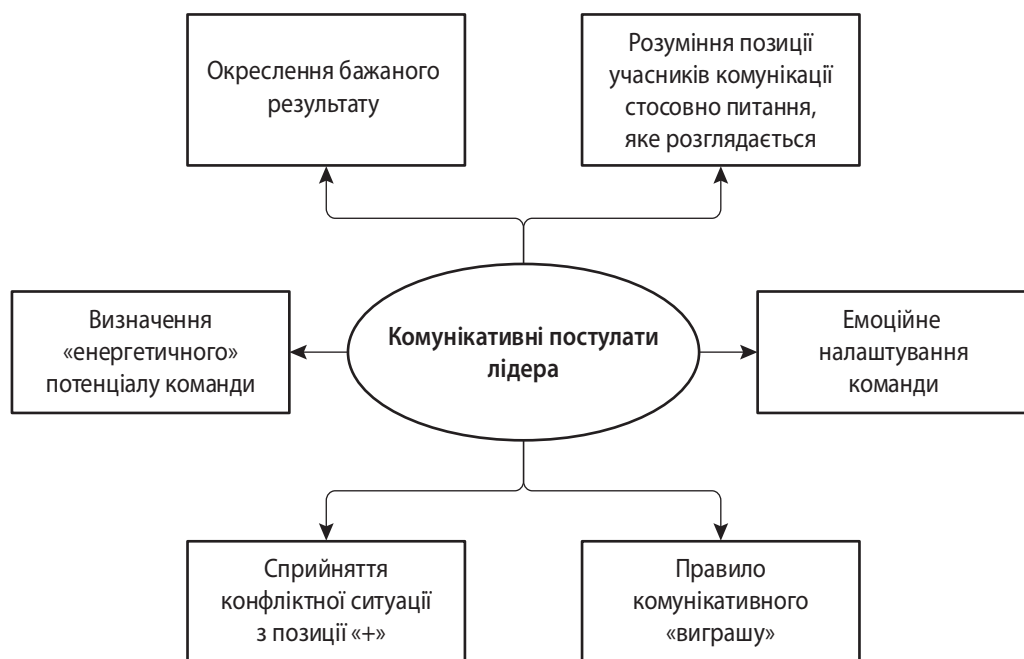 Окреслення бажаного
результату
Розуміння позиції
учасників комунікації
стосовно питання,
яке розглядається
Визначення
«енергетичного»
потенціалу команди
Комунікативні постулати
лідера
Емоційне
налаштування
команди
Сприйняття
конфліктної ситуації
з позиції «+»
Правило
комунікативного
«виграшу»